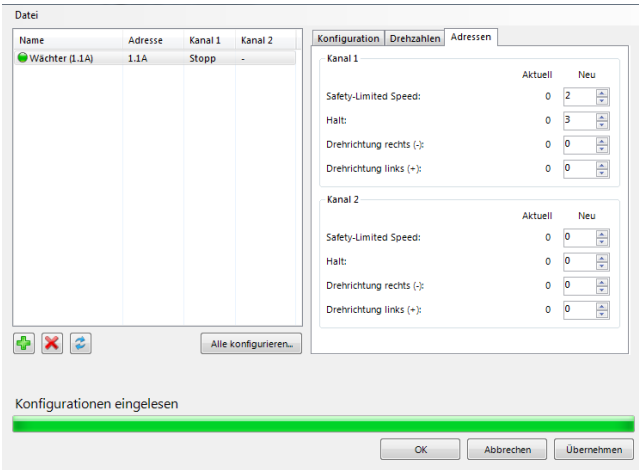 Datei
Name Adresse Kanal 1 Kanal 2
Wächter (1.1A) 1.1A Stopp -
Alle konfigurieren...
Konfiguration Drehzahlen Adressen
Kanal 1
Aktuell Neu
Safety-Limited Speed: 0 2
Halt: 0 3
Drehrichtung rechts (-): 0 0
Drehrichtung links (+): 0 0
Kanal 2
Aktuell Neu
Safety-Limited Speed: 0 0
Halt: 0 0
Drehrichtung rechts (-): 0 0
Drehrichtung links (+): 0 0
Konfigurationen eingelesen
OK Abbrechen Übernehmen